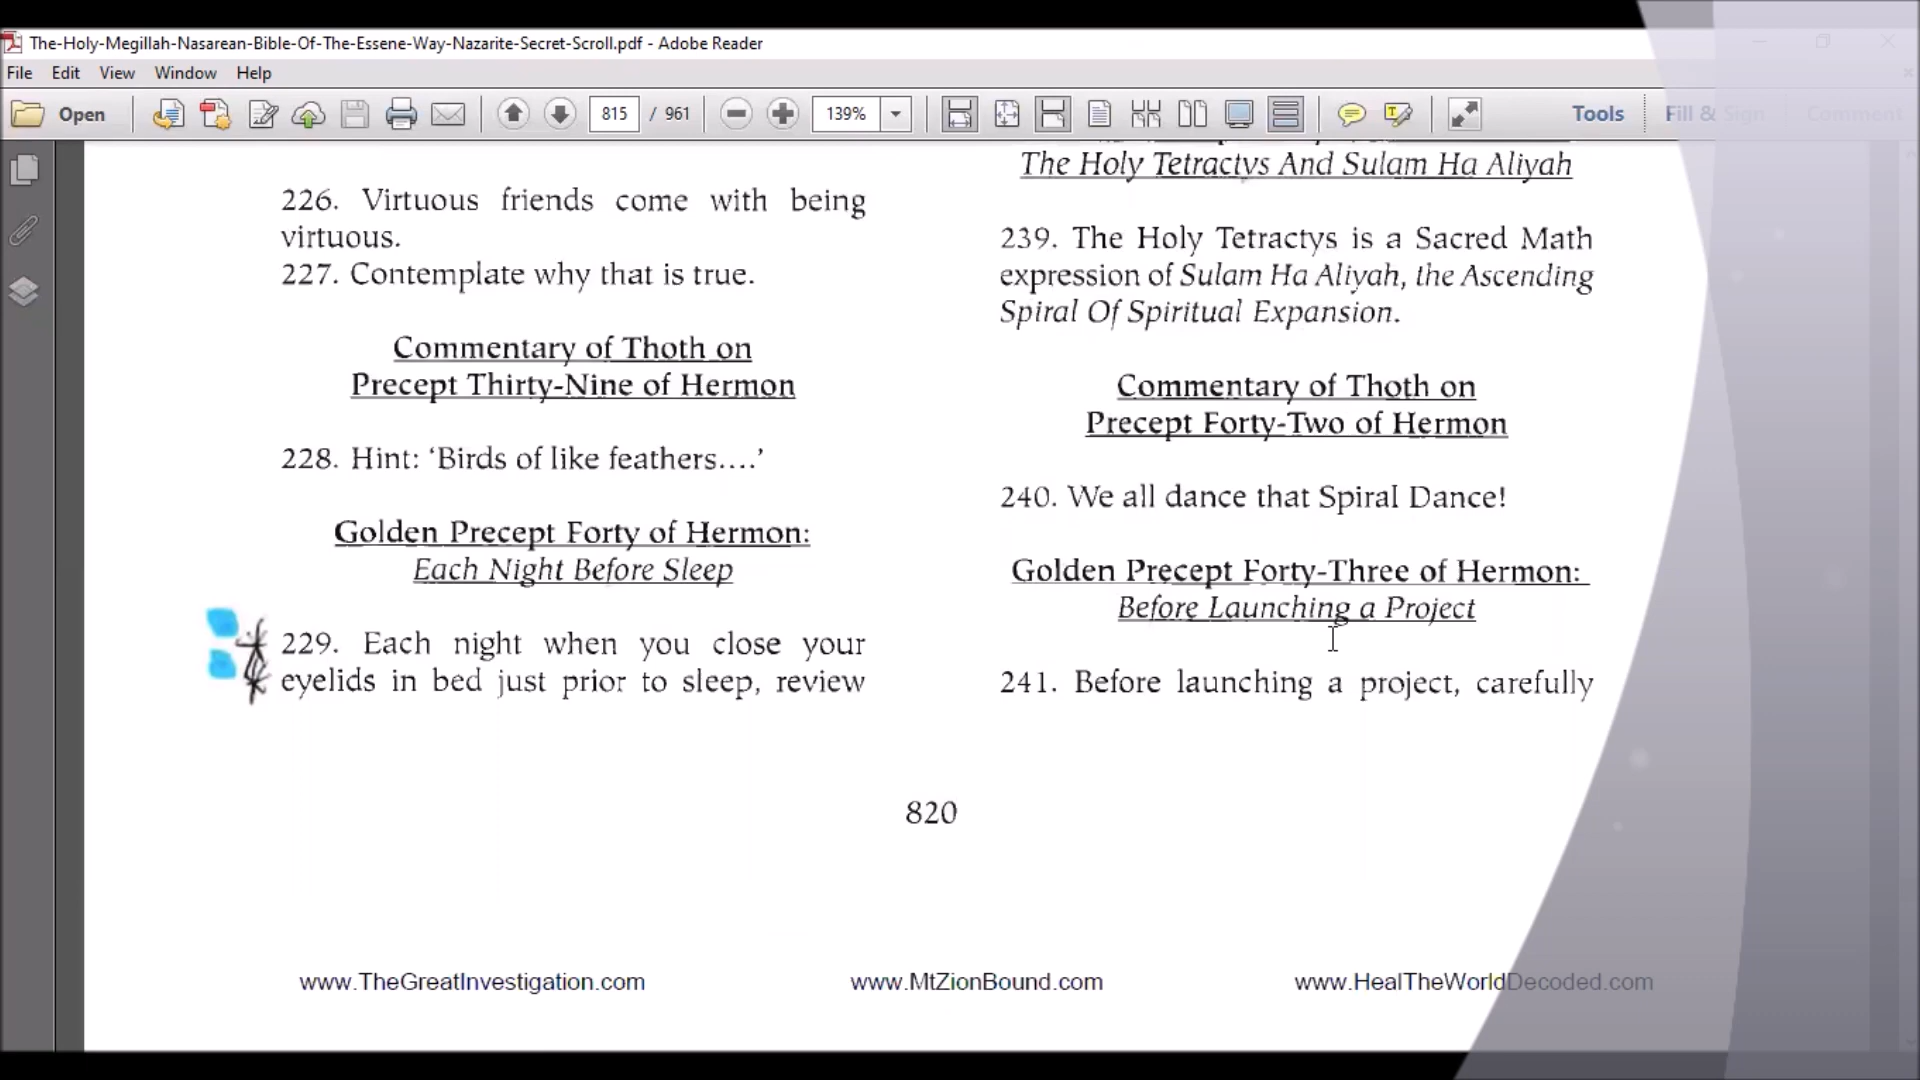 The-Holy-Megillah-Nasarean-Bible-Of-The-Essene-Way-Nazarite-Secret-Scroll.pdf - Adobe Reader
File Edit View Window Help
Open 815 / 961 139% Tools Fill & Sign Comment
226. Virtuous friends come with being
virtuous.
227. Contemplate why that is true.
Commentary of Thoth on
Precept Thirty-Nine of Hermon
228. Hint: ‘Birds of like feathers....’
Golden Precept Forty of Hermon:
Each Night Before Sleep
229. Each night when you close your
eyelids in bed just prior to sleep, review
The Holy Tetractys And Sulam Ha Aliyah
239. The Holy Tetractys is a Sacred Math
expression of Sulam Ha Aliyah, the Ascending
Spiral Of Spiritual Expansion.
Commentary of Thoth on
Precept Forty-Two of Hermon
240. We all dance that Spiral Dance!
Golden Precept Forty-Three of Hermon:
Before Launching a Project
241. Before launching a project, carefully
820
www.TheGreatInvestigation.com www.MtZionBound.com www.HealTheWorldDecoded.com